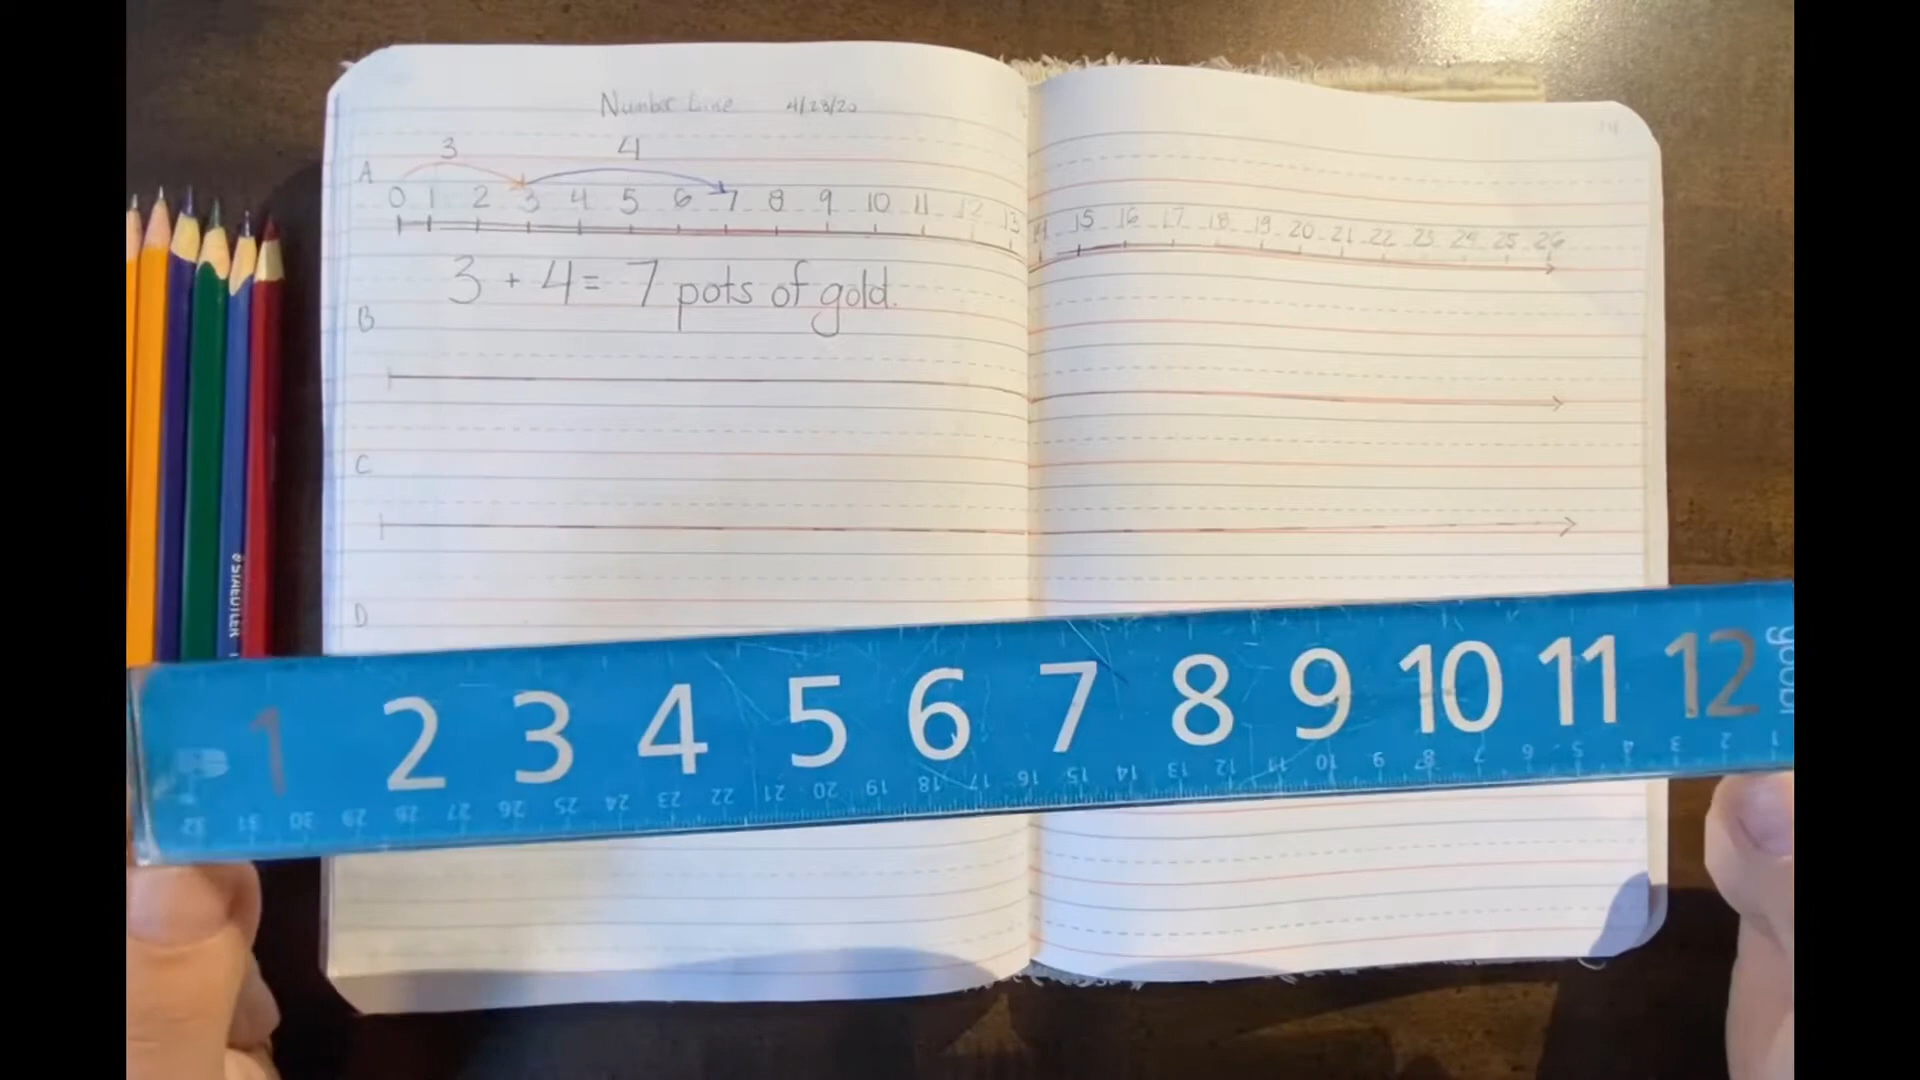 Number Line 4/23/20
3 4
A
0 1 2 3 4 5 6 7 8 9 10 11 12 13 14 15 16 17 18 19 20 21 22 23 24 25 26
3 + 4 = 7 pots of gold.
B
C
D
STAEDTLER
1 2 3 4 5 6 7 8 9 10 11 12
32 31 30 29 28 27 26 25 24 23 22 21 20 19 18 17 16 15 14 13 12 11 10 9 8 7 6 5 4 3 2 1